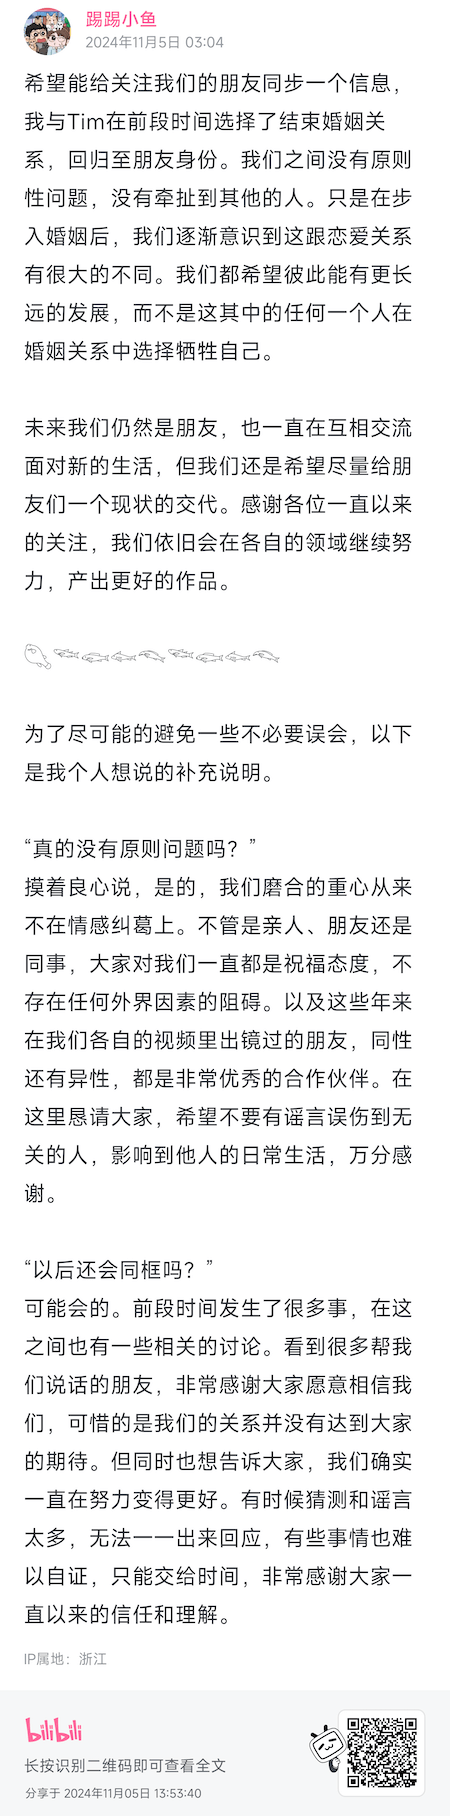 踢踢小鱼
2024年11月5日 03:04
希望能给关注我们的朋友同步一个信息，
我与Tim在前段时间选择了结束婚姻关
系，回归至朋友身份。我们之间没有原则
性问题，没有牵扯到其他的人。只是在步
入婚姻后，我们逐渐意识到这跟恋爱关系
有很大的不同。我们都希望彼此能有更长
远的发展，而不是这其中的任何一个人在
婚姻关系中选择牺牲自己。
未来我们仍然是朋友，也一直在互相交流
面对新的生活，但我们还是希望尽量给朋
友们一个现状的交代。感谢各位一直以来
的关注，我们依旧会在各自的领域继续努
力，产出更好的作品。
为了尽可能的避免一些不必要误会，以下
是我个人想说的补充说明。
“真的没有原则问题吗？”
摸着良心说，是的，我们磨合的重心从来
不在情感纠葛上。不管是亲人、朋友还是
同事，大家对我们一直都是祝福态度，不
存在任何外界因素的阻碍。以及这些年来
在我们各自的视频里出镜过的朋友，同性
还有异性，都是非常优秀的合作伙伴。在
这里恳请大家，希望不要有谣言误伤到无
关的人，影响到他人的日常生活，万分感
谢。
“以后还会同框吗？”
可能会的。前段时间发生了很多事，在这
之间也有一些相关的讨论。看到很多帮我
们说话的朋友，非常感谢大家愿意相信我
们，可惜的是我们的关系并没有达到大家
的期待。但同时也想告诉大家，我们确实
一直在努力变得更好。有时候猜测和谣言
太多，无法一一出来回应，有些事情也难
以自证，只能交给时间，非常感谢大家一
直以来的信任和理解。
IP属地：浙江
bilibili
长按识别二维码即可查看全文
分享于 2024年11月05日 13:53:40